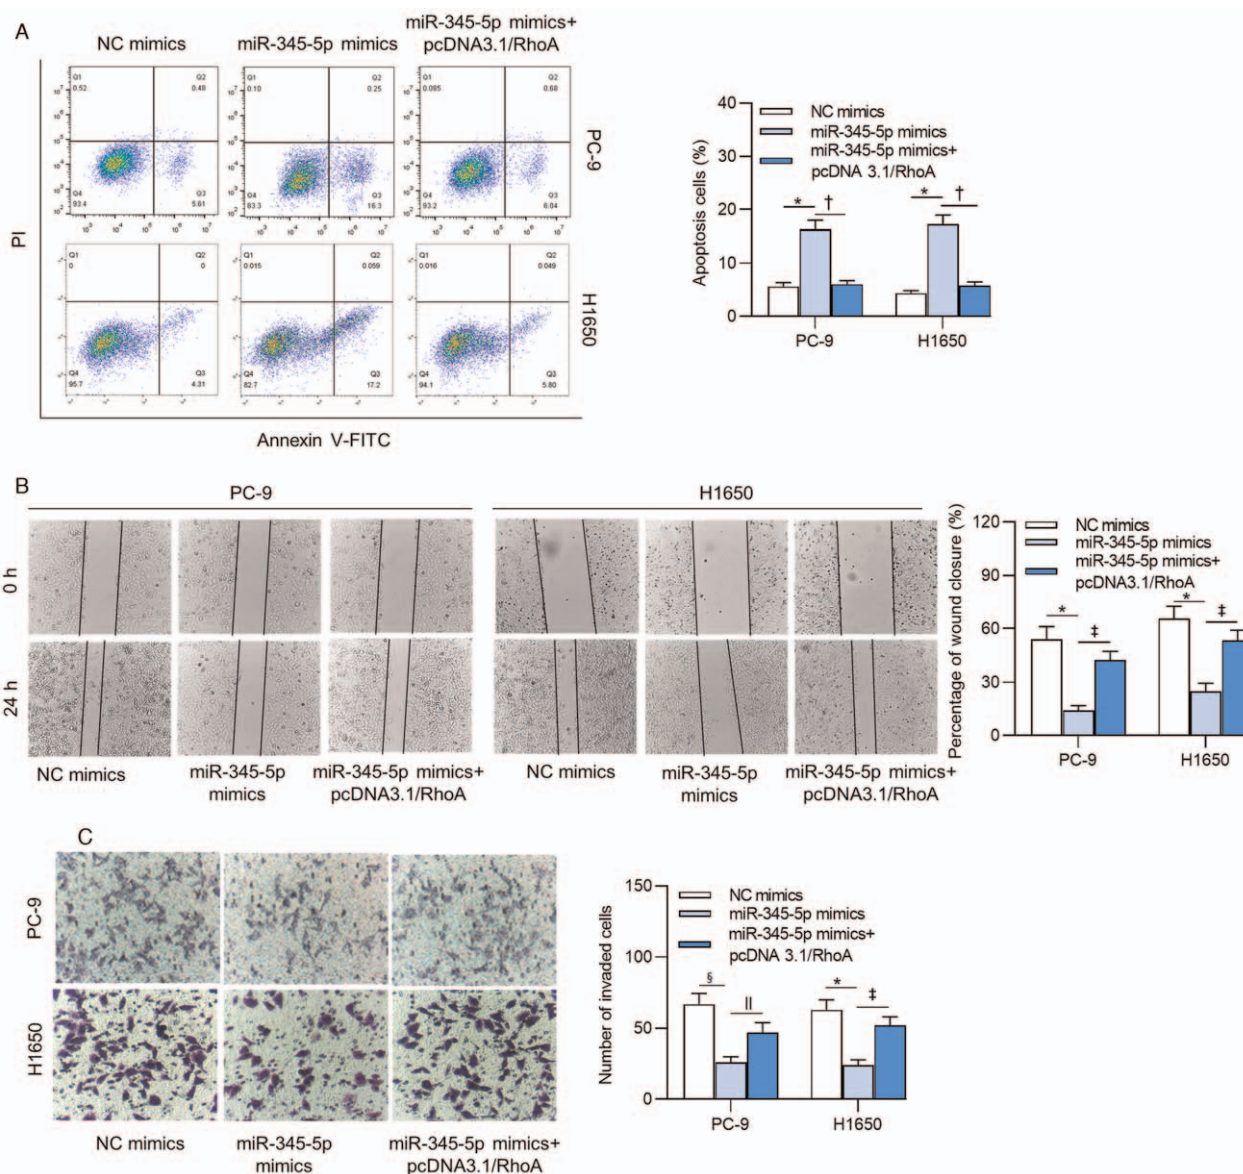 A
NC mimics
miR-345-5p mimics
miR-345-5p mimics+
pcDNA3.1/RhoA
Q1
0.52
Q2
0.48
Q4
93.4
Q3
5.61
Q1
0.10
Q2
0.25
Q4
83.3
Q3
16.3
Q1
0.085
Q2
0.68
Q4
93.2
Q3
6.04
PC-9
Q1
0
Q2
0
Q4
95.7
Q3
4.31
Q1
0.015
Q2
0.059
Q4
82.7
Q3
17.2
Q1
0.016
Q2
0.049
Q4
94.1
Q3
5.80
H1650
PI
Annexin V-FITC
Apoptosis cells (%)
40
30
20
10
0
NC mimics
miR-345-5p mimics
miR-345-5p mimics+
pcDNA 3.1/RhoA
* † * †
PC-9 H1650
B
PC-9 H1650
0 h
24 h
NC mimics
miR-345-5p
mimics
miR-345-5p mimics+
pcDNA3.1/RhoA
NC mimics
miR-345-5p
mimics
miR-345-5p mimics+
pcDNA3.1/RhoA
Percentage of wound closure (%)
120
90
60
30
0
NC mimics
miR-345-5p mimics
miR-345-5p mimics+
pcDNA3.1/RhoA
* ‡ * ‡
PC-9 H1650
C
PC-9
H1650
NC mimics
miR-345-5p
mimics
miR-345-5p mimics+
pcDNA3.1/RhoA
Number of invaded cells
150
100
50
0
NC mimics
miR-345-5p mimics
miR-345-5p mimics+
pcDNA 3.1/RhoA
§ || * ‡
PC-9 H1650